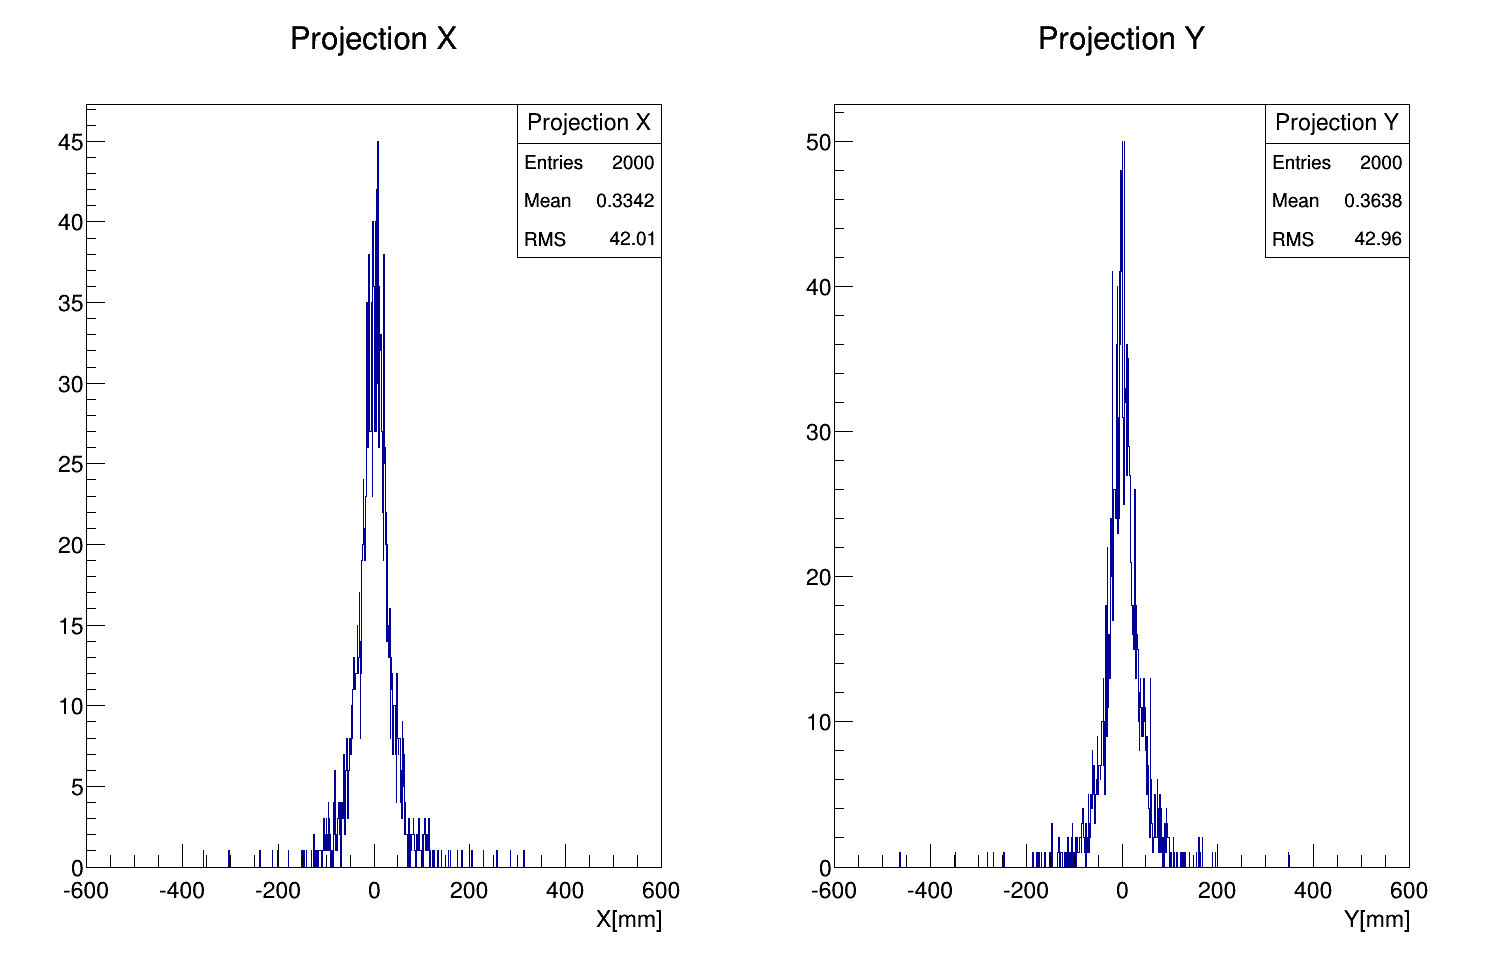 Projection X
Projection X
Entries 2000
Mean 0.3342
RMS 42.01
45
40
35
30
25
20
15
10
5
0
-600 -400 -200 0 200 400 600
X[mm]
Projection Y
Projection Y
Entries 2000
Mean 0.3638
RMS 42.96
50
40
30
20
10
0
-600 -400 -200 0 200 400 600
Y[mm]